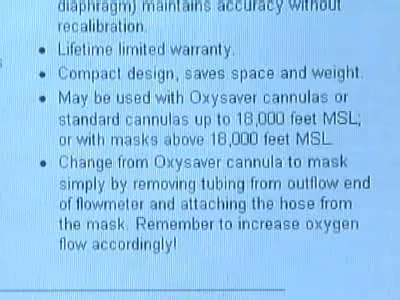 diaphragm) maintains accuracy without
recalibration.
• Lifetime limited warranty.
• Compact design, saves space and weight.
• May be used with Oxysaver cannulas or
standard cannulas up to 18,000 feet MSL;
or with masks above 18,000 feet MSL.
• Change from Oxysaver cannula to mask
simply by removing tubing from outflow end
of flowmeter and attaching the hose from
the mask. Remember to increase oxygen
flow accordingly!